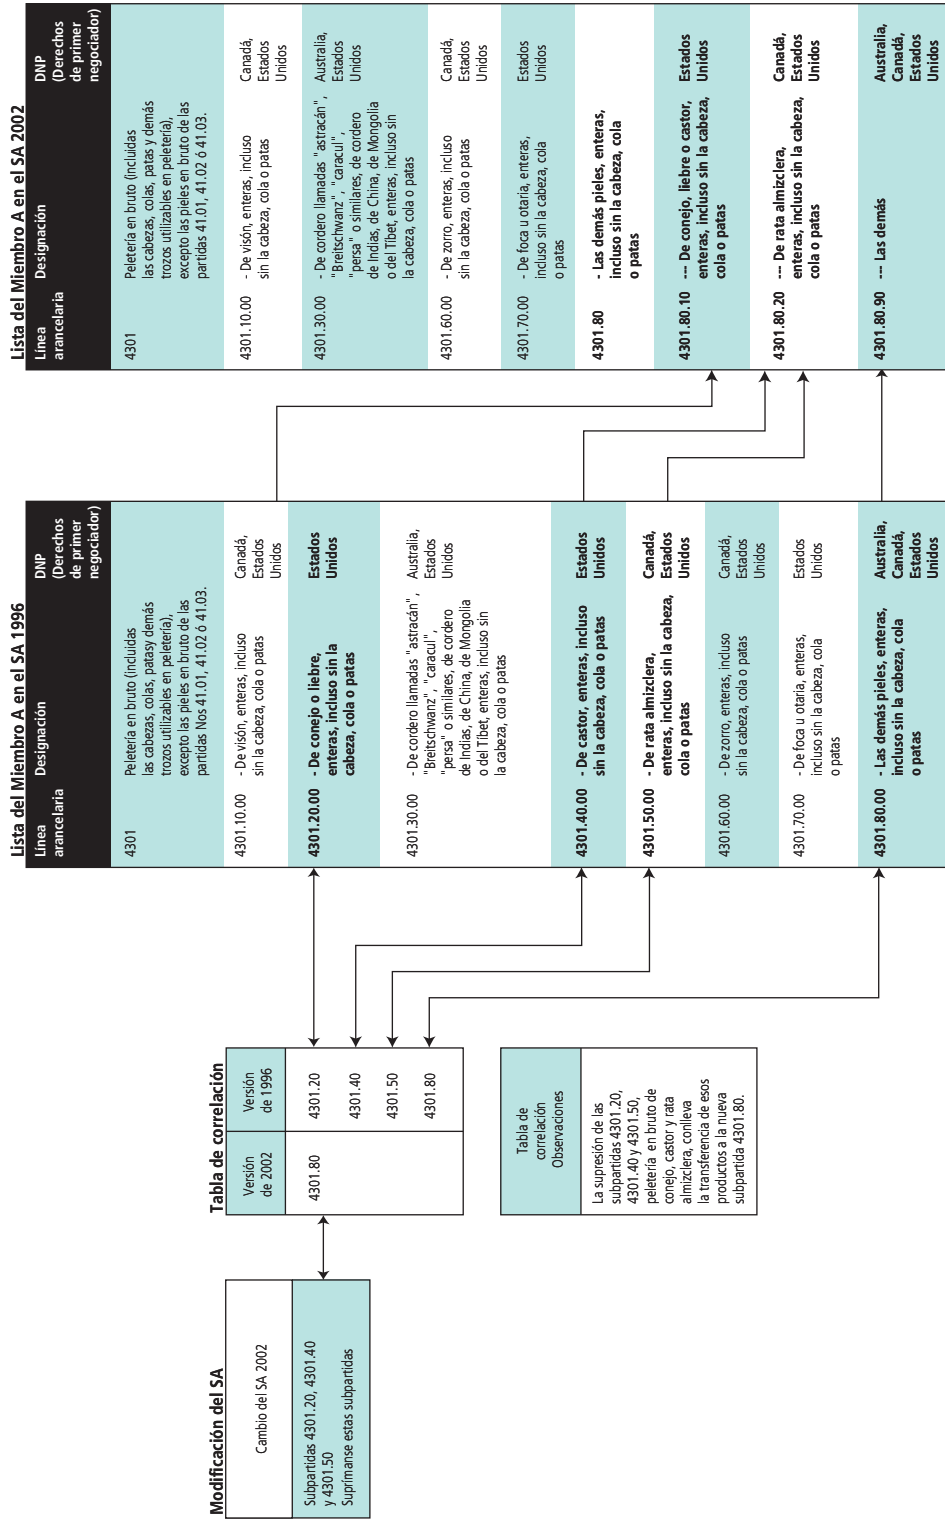 Modificación del SA
Cambio del SA 2002
Subpartidas 4301.20, 4301.40
y 4301.50
Suprímanse estas subpartidas
Tabla de correlación
Versión
de 2002
Versión
de 1996
4301.80
4301.20
4301.40
4301.50
4301.80
Tabla de
correlación
Observaciones
La supresión de las
subpartidas 4301.20,
4301.40 y 4301.50,
peletería en bruto de
conejo, castor y rata
almizclera, conlleva
la transferencia de esos
productos a la nueva
subpartida 4301.80.
Lista del Miembro A en el SA 1996
Línea
arancelaria
Designación
DNP
(Derechos
de primer
negociador)
4301
Peletería en bruto (incluidas
las cabezas, colas, patasy demás
trozos utilizables en peletería),
excepto las pieles en bruto de las
partidas Nos 41.01, 41.02 ó 41.03.
4301.10.00
- De visón, enteras, incluso
sin la cabeza, cola o patas
Canadá,
Estados
Unidos
4301.20.00
- De conejo o liebre,
enteras, incluso sin la
cabeza, cola o patas
Estados
Unidos
4301.30.00
- De cordero llamadas "astracán",
"Breitschwanz", "caracul",
"persa" o similares, de cordero
de Indias, de China, de Mongolia
o del Tíbet, enteras, incluso sin
la cabeza, cola o patas
Australia,
Estados
Unidos
4301.40.00
- De castor, enteras, incluso
sin la cabeza, cola o patas
Estados
Unidos
4301.50.00
- De rata almizclera,
enteras, incluso sin la cabeza,
cola o patas
Canadá,
Estados
Unidos
4301.60.00
- De zorro, enteras, incluso
sin la cabeza, cola o patas
Canadá,
Estados
Unidos
4301.70.00
- De foca u otaria, enteras,
incluso sin la cabeza, cola
o patas
Estados
Unidos
4301.80.00
- Las demás pieles, enteras,
incluso sin la cabeza, cola
o patas
Australia,
Canadá,
Estados
Unidos
Lista del Miembro A en el SA 2002
Línea
arancelaria
Designación
DNP
(Derechos
de primer
negociador)
4301
Peletería en bruto (incluidas
las cabezas, colas, patas y demás
trozos utilizables en peletería),
excepto las pieles en bruto de las
partidas 41.01, 41.02 ó 41.03.
4301.10.00
- De visón, enteras, incluso
sin la cabeza, cola o patas
Canadá,
Estados
Unidos
4301.30.00
- De cordero llamadas "astracán",
"Breitschwanz", "caracul",
"persa" o similares, de cordero
de Indias, de China, de Mongolia
o del Tíbet, enteras, incluso sin
la cabeza, cola o patas
Australia,
Estados
Unidos
4301.60.00
- De zorro, enteras, incluso
sin la cabeza, cola o patas
Canadá,
Estados
Unidos
4301.70.00
- De foca u otaria, enteras,
incluso sin la cabeza, cola
o patas
Estados
Unidos
4301.80
- Las demás pieles, enteras,
incluso sin la cabeza, cola
o patas
4301.80.10
--- De conejo, liebre o castor,
enteras, incluso sin la cabeza,
cola o patas
Estados
Unidos
4301.80.20
--- De rata almizclera,
enteras, incluso sin la cabeza,
cola o patas
Canadá,
Estados
Unidos
4301.80.90
--- Las demás
Australia,
Canadá,
Estados
Unidos